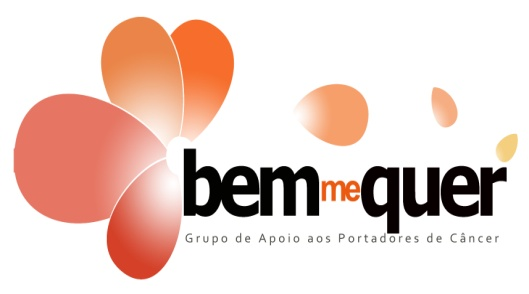 bem me quer
Grupo de Apoio aos Portadores de Câncer